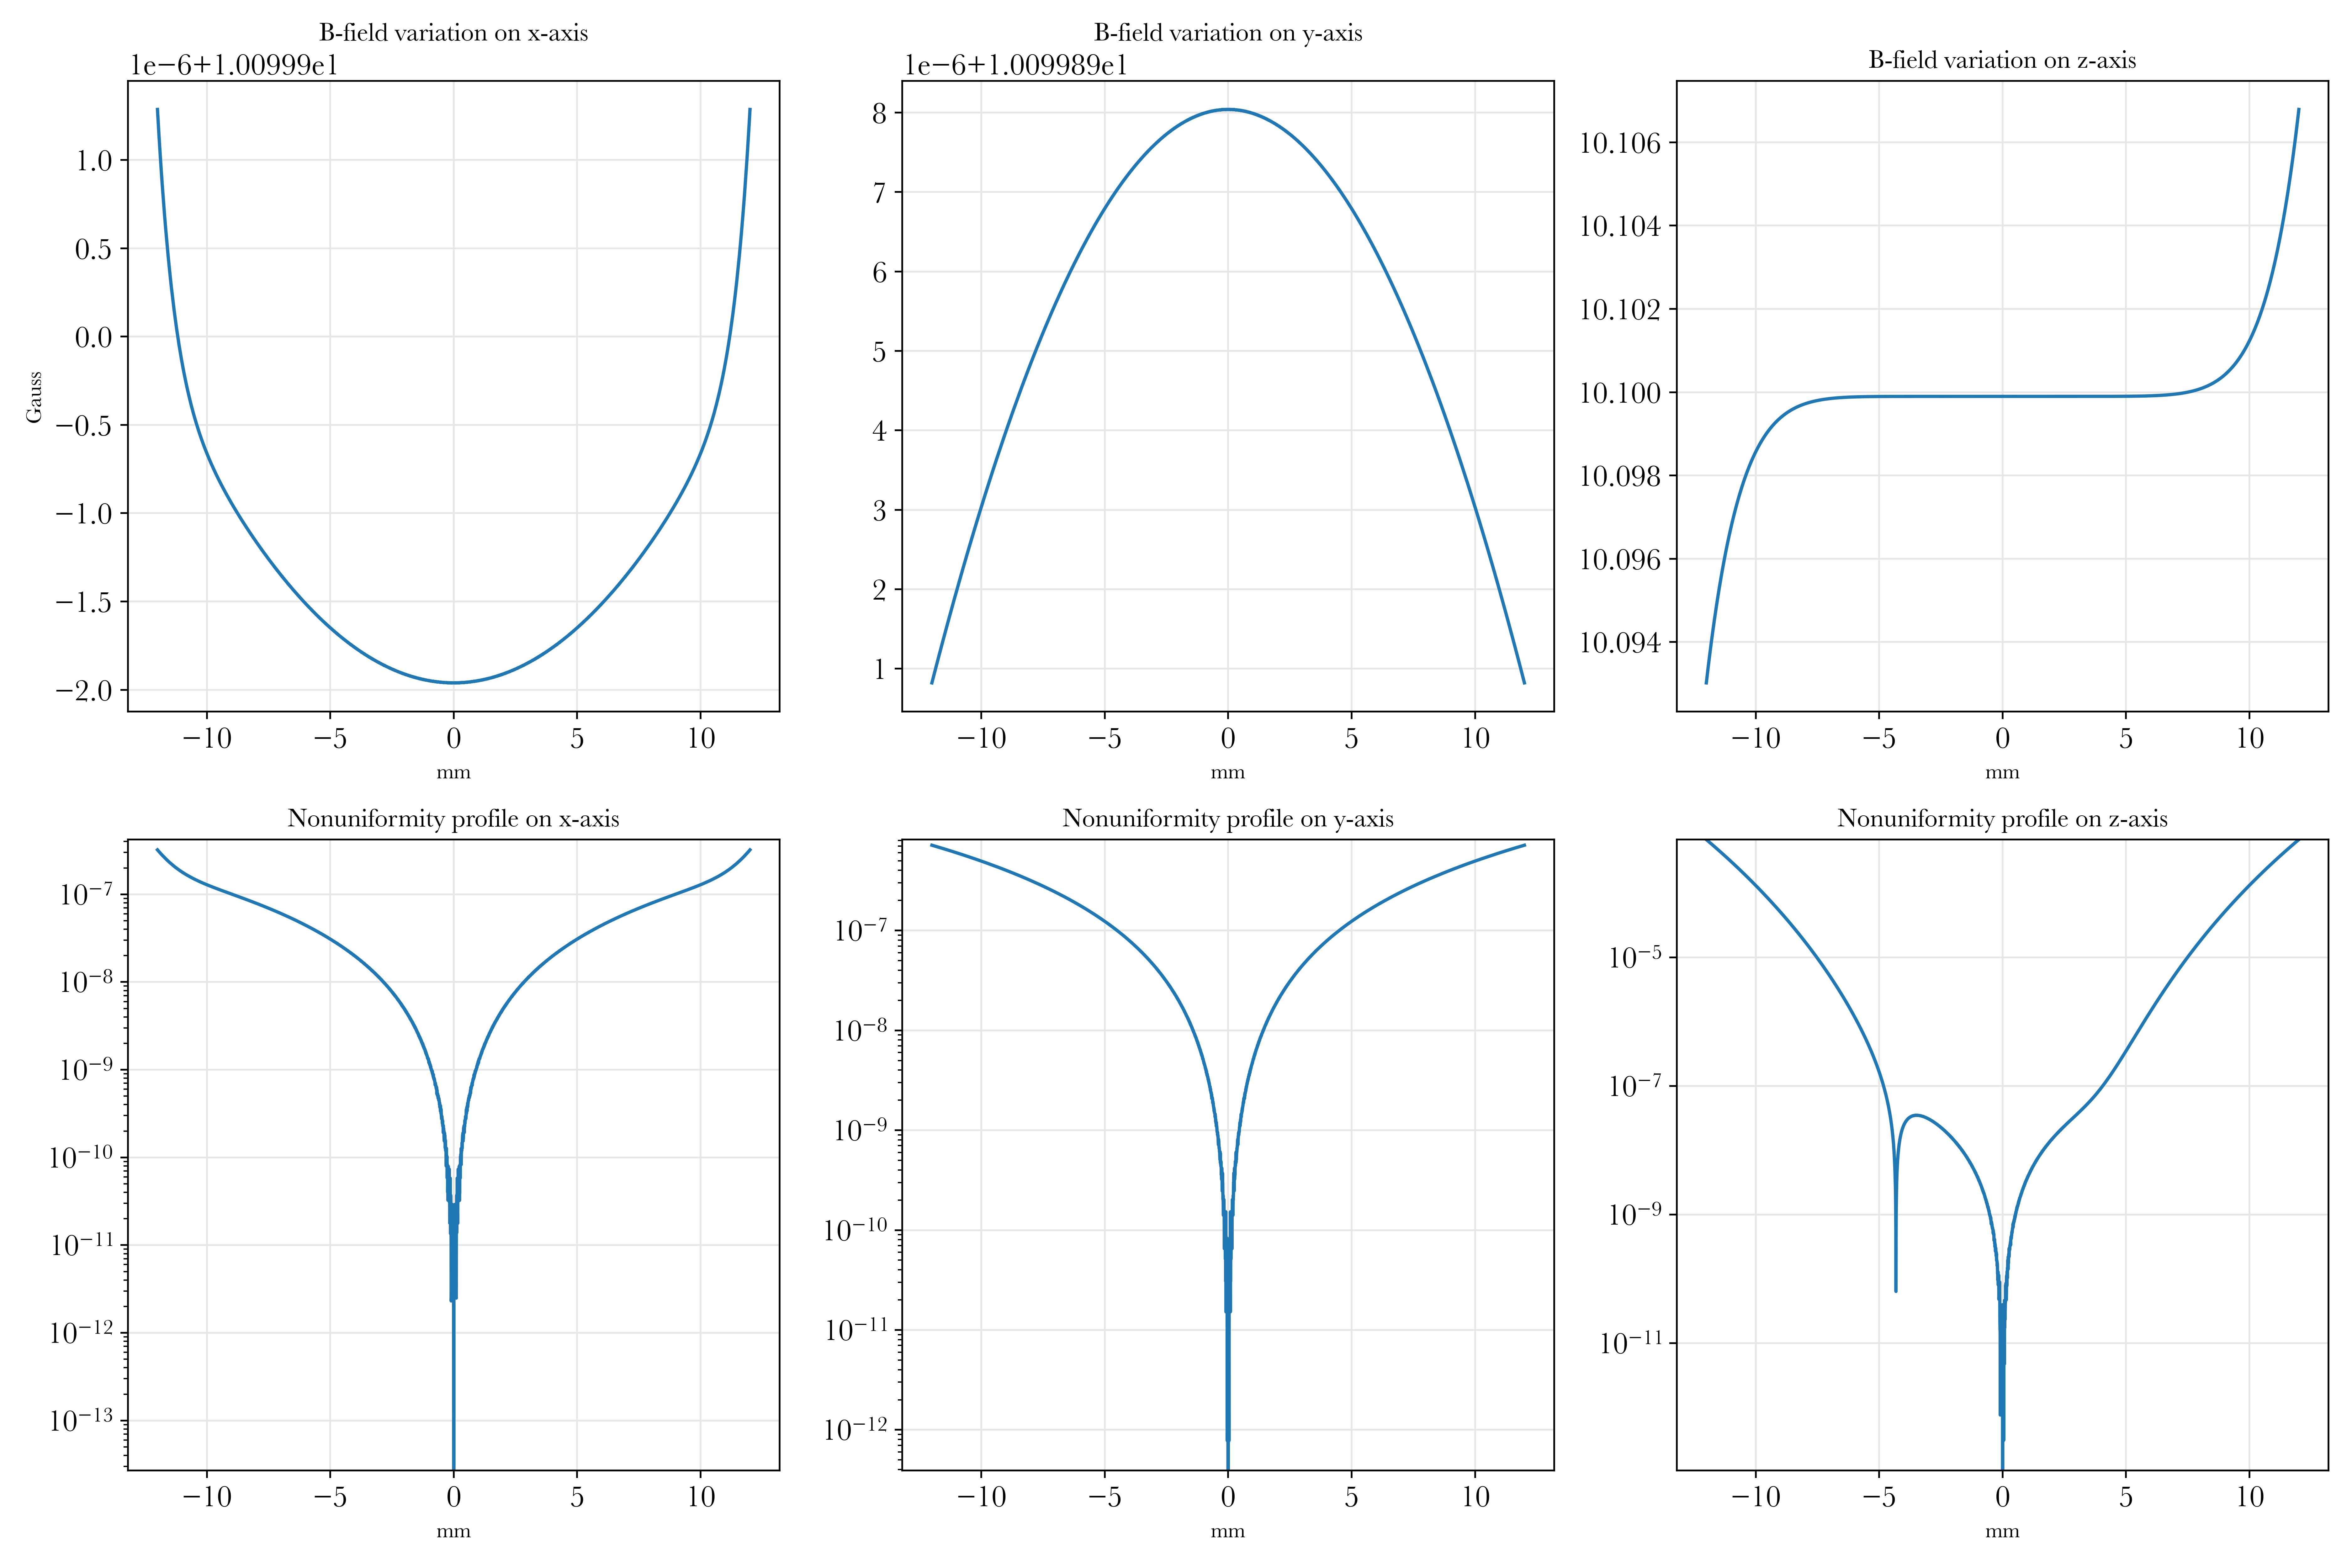 B-field variation on x-axis
1e−6+1.00999e1
1.0
0.5
0.0
−0.5
−1.0
−1.5
−2.0
Gauss
−10 −5 0 5 10
mm
B-field variation on y-axis
1e−6+1.009989e1
8
7
6
5
4
3
2
1
−10 −5 0 5 10
mm
B-field variation on z-axis
10.106
10.104
10.102
10.100
10.098
10.096
10.094
−10 −5 0 5 10
mm
Nonuniformity profile on x-axis
10⁻⁷
10⁻⁸
10⁻⁹
10⁻¹⁰
10⁻¹¹
10⁻¹²
10⁻¹³
−10 −5 0 5 10
mm
Nonuniformity profile on y-axis
10⁻⁷
10⁻⁸
10⁻⁹
10⁻¹⁰
10⁻¹¹
10⁻¹²
−10 −5 0 5 10
mm
Nonuniformity profile on z-axis
10⁻⁵
10⁻⁷
10⁻⁹
10⁻¹¹
−10 −5 0 5 10
mm